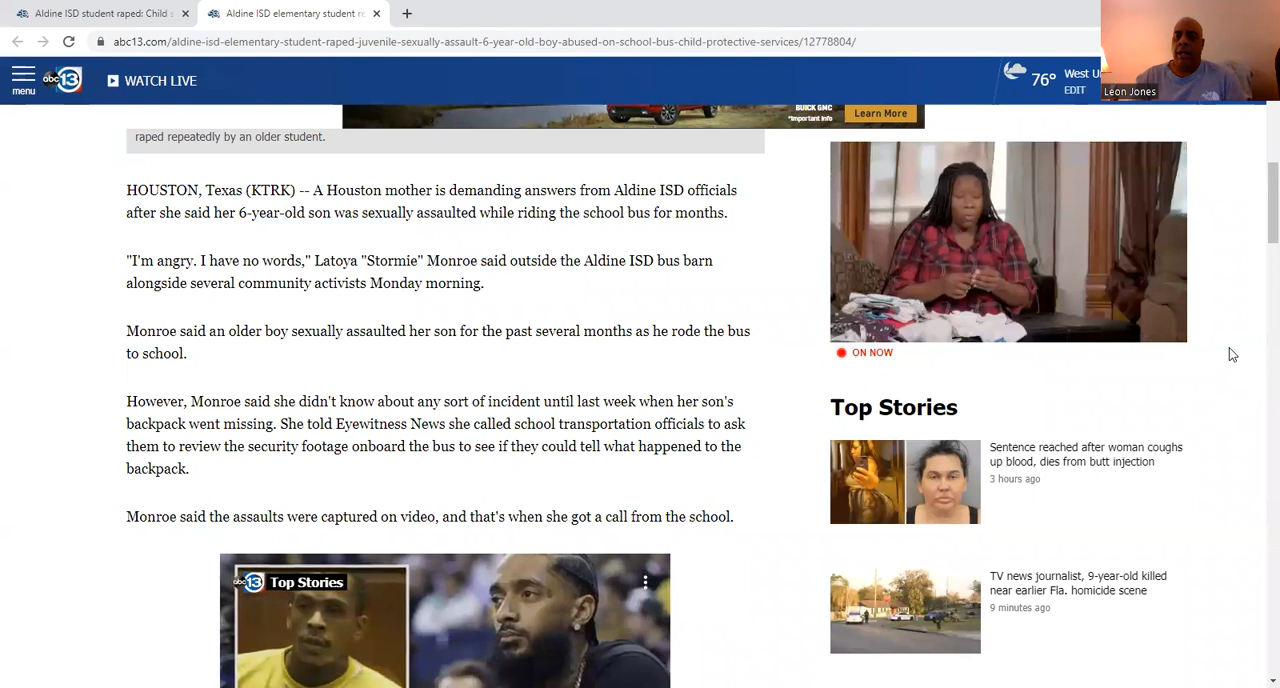 Aldine ISD student raped: Child s
Aldine ISD elementary student r
abc13.com/aldine-isd-elementary-student-raped-juvenile-sexually-assault-6-year-old-boy-abused-on-school-bus-child-protective-services/12778804/
menu
abc 13
WATCH LIVE
76°
West U
EDIT
Leon Jones
BUICK GMC
*Important Info
Learn More
raped repeatedly by an older student.
HOUSTON, Texas (KTRK) -- A Houston mother is demanding answers from Aldine ISD officials
after she said her 6-year-old son was sexually assaulted while riding the school bus for months.
"I'm angry. I have no words," Latoya "Stormie" Monroe said outside the Aldine ISD bus barn
alongside several community activists Monday morning.
Monroe said an older boy sexually assaulted her son for the past several months as he rode the bus
to school.
However, Monroe said she didn't know about any sort of incident until last week when her son's
backpack went missing. She told Eyewitness News she called school transportation officials to ask
them to review the security footage onboard the bus to see if they could tell what happened to the
backpack.
Monroe said the assaults were captured on video, and that's when she got a call from the school.
abc 13 Top Stories
ON NOW
Top Stories
Sentence reached after woman coughs
up blood, dies from butt injection
3 hours ago
TV news journalist, 9-year-old killed
near earlier Fla. homicide scene
9 minutes ago